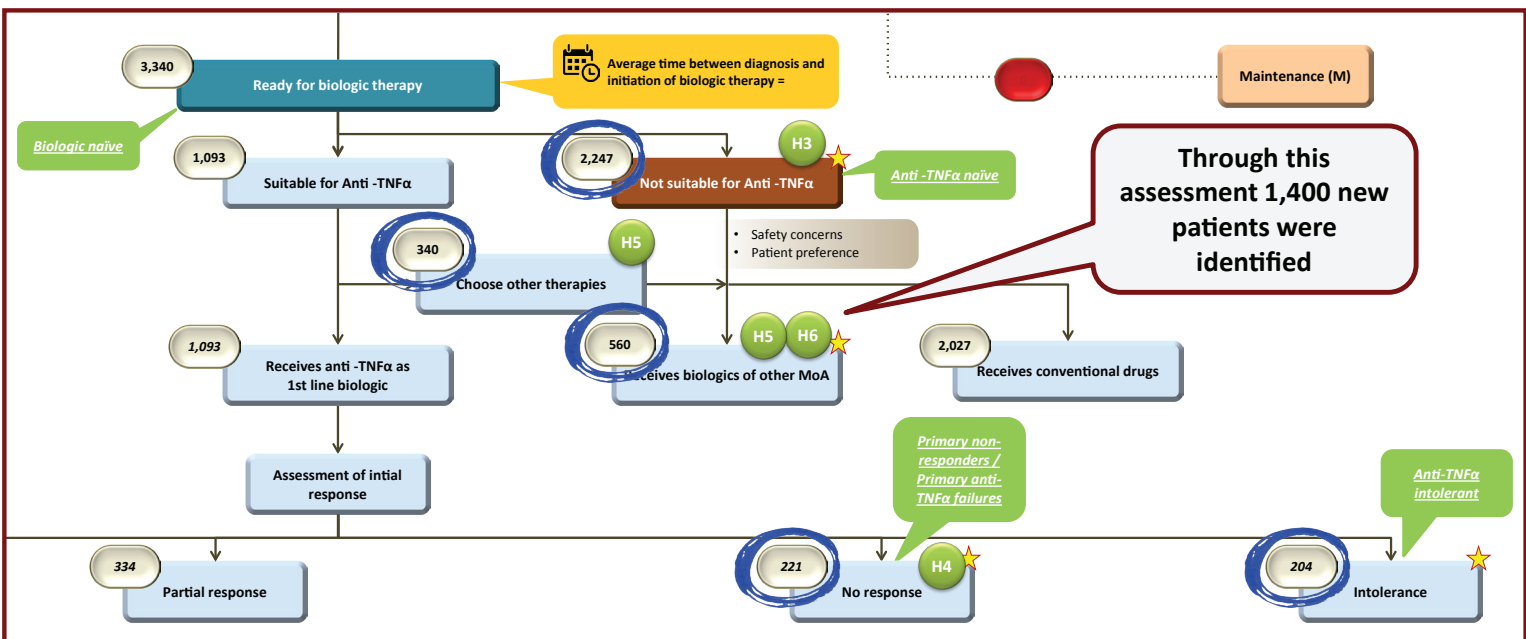 3,340
Ready for biologic therapy
Average time between diagnosis and
initiation of biologic therapy =
Maintenance (M)
Biologic naïve
1,093
Suitable for Anti -TNFα
2,247
H3
Not suitable for Anti -TNFα
Anti -TNFα naïve
Through this
assessment 1,400 new
patients were
identified
340
H5
Choose other therapies
• Safety concerns
• Patient preference
1,093
Receives anti -TNFα as
1st line biologic
560
H5
H6
Receives biologics of other MoA
2,027
Receives conventional drugs
Assessment of intial
response
Primary non-
responders /
Primary anti-
TNFα failures
Anti-TNFα
intolerant
334
Partial response
221
H4
No response
204
Intolerance